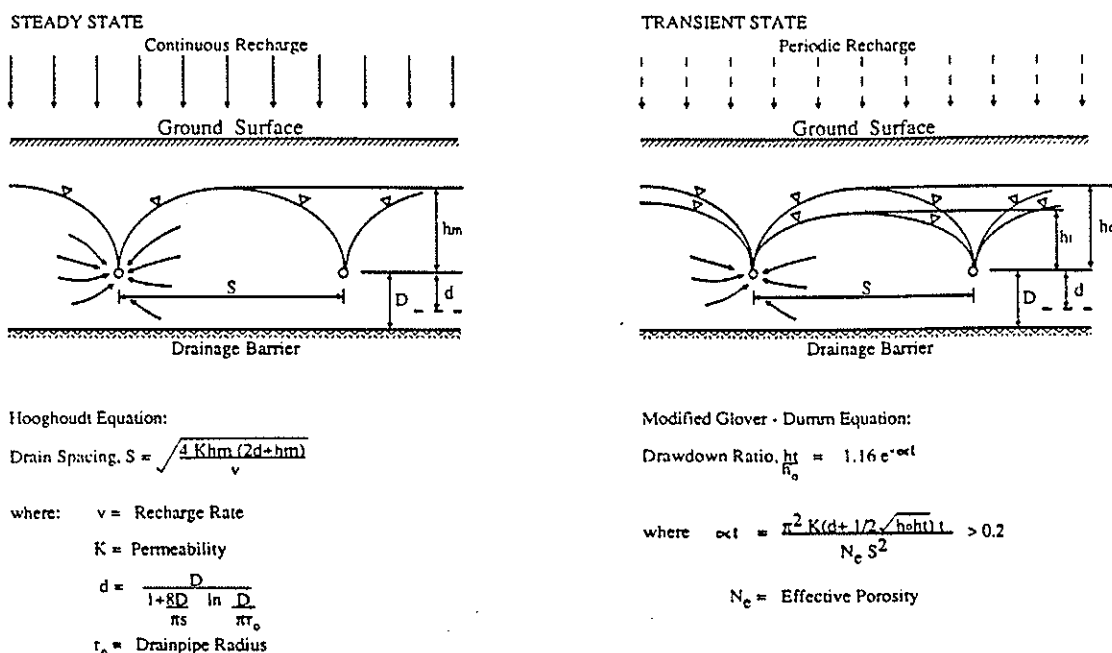 STEADY STATE
Continuous Recharge
Ground Surface
hm
S
D
d
Drainage Barrier
Hooghoudt Equation:
Drain Spacing, S = √(4 Khm (2d+hm) / v)
where: v = Recharge Rate
K = Permeability
d = D / (1+ 8D/πs ln D/πr₀)
r₀ = Drainpipe Radius
TRANSIENT STATE
Periodic Recharge
Ground Surface
ho
ht
S
D
d
Drainage Barrier
Modified Glover - Dumm Equation:
Drawdown Ratio, ht/h₀ = 1.16 e^-∝t
where ∝t = π² K(d+ 1/2√hoht) t / Nₑ S² > 0.2
Nₑ = Effective Porosity